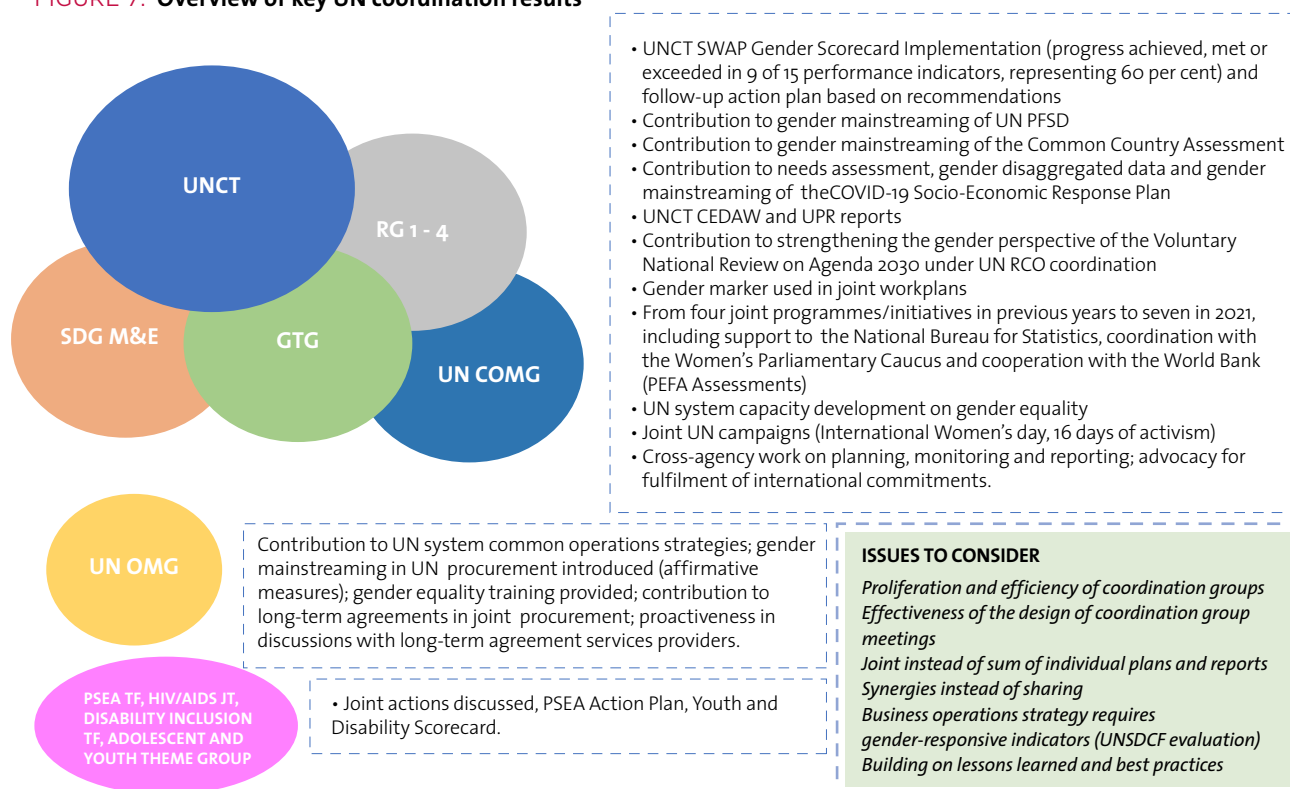 FIGURE 7. Overview of key UN coordination results
UNCT
RG 1 - 4
SDG M&E
GTG
UN COMG
• UNCT SWAP Gender Scorecard Implementation (progress achieved, met or
exceeded in 9 of 15 performance indicators, representing 60 per cent) and
follow-up action plan based on recommendations
• Contribution to gender mainstreaming of UN PFSD
• Contribution to gender mainstreaming of the Common Country Assessment
• Contribution to needs assessment, gender disaggregated data and gender
mainstreaming of theCOVID-19 Socio-Economic Response Plan
• UNCT CEDAW and UPR reports
• Contribution to strengthening the gender perspective of the Voluntary
National Review on Agenda 2030 under UN RCO coordination
• Gender marker used in joint workplans
• From four joint programmes/initiatives in previous years to seven in 2021,
including support to the National Bureau for Statistics, coordination with
the Women's Parliamentary Caucus and cooperation with the World Bank
(PEFA Assessments)
• UN system capacity development on gender equality
• Joint UN campaigns (International Women's day, 16 days of activism)
• Cross-agency work on planning, monitoring and reporting; advocacy for
fulfilment of international commitments.
UN OMG
Contribution to UN system common operations strategies; gender
mainstreaming in UN procurement introduced (affirmative
measures); gender equality training provided; contribution to
long-term agreements in joint procurement; proactiveness in
discussions with long-term agreement services providers.
PSEA TF, HIV/AIDS JT,
DISABILITY INCLUSION
TF, ADOLESCENT AND
YOUTH THEME GROUP
• Joint actions discussed, PSEA Action Plan, Youth and
Disability Scorecard.
ISSUES TO CONSIDER
Proliferation and efficiency of coordination groups
Effectiveness of the design of coordination group
meetings
Joint instead of sum of individual plans and reports
Synergies instead of sharing
Business operations strategy requires
gender-responsive indicators (UNSDCF evaluation)
Building on lessons learned and best practices